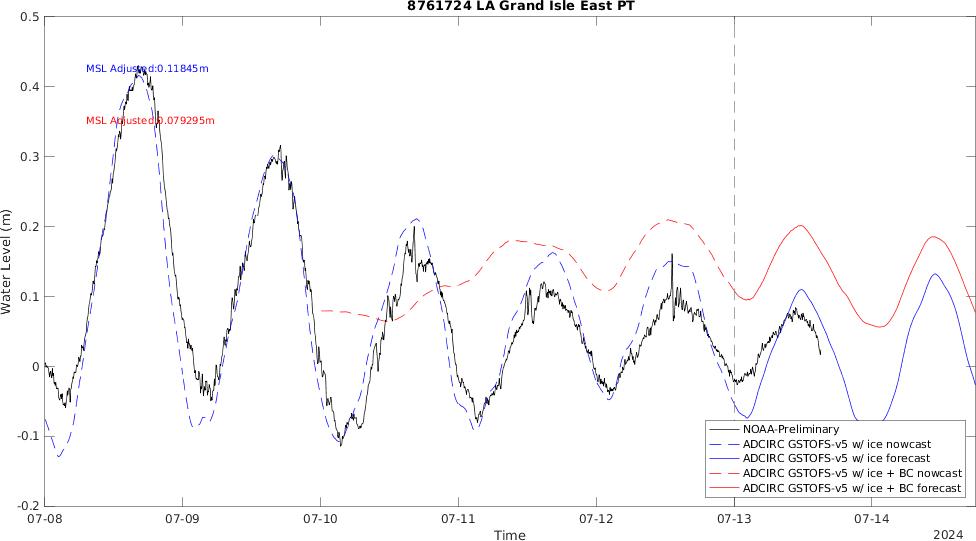 8761724 LA Grand Isle East PT
0.5
MSL Adjusted:0.11845m
0.4
MSL Adjusted:0.079295m
0.3
0.2
Water Level (m)
0.1
0
-0.1
-0.2
NOAA-Preliminary
ADCIRC GSTOFS-v5 w/ ice nowcast
ADCIRC GSTOFS-v5 w/ ice forecast
ADCIRC GSTOFS-v5 w/ ice + BC nowcast
ADCIRC GSTOFS-v5 w/ ice + BC forecast
07-08 07-09 07-10 07-11 07-12 07-13 07-14
Time
2024